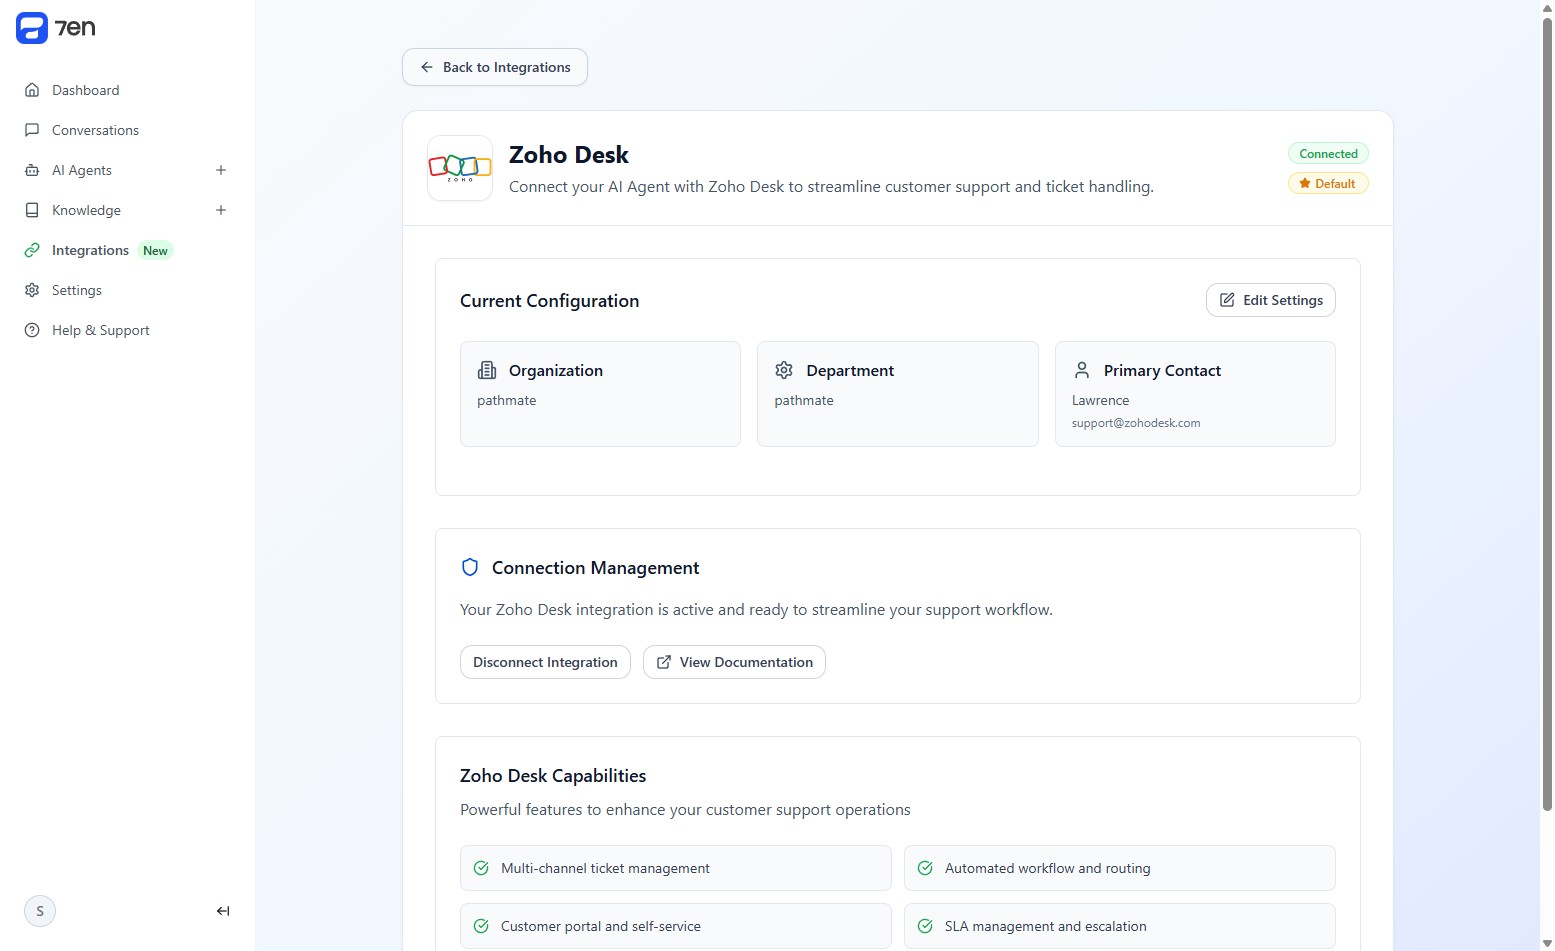 7en
Dashboard
Conversations
AI Agents
Knowledge
Integrations New
Settings
Help & Support
S
Back to Integrations
ZOHO
Zoho Desk
Connect your AI Agent with Zoho Desk to streamline customer support and ticket handling.
Connected
Default
Current Configuration
Edit Settings
Organization
pathmate
Department
pathmate
Primary Contact
Lawrence
support@zohodesk.com
Connection Management
Your Zoho Desk integration is active and ready to streamline your support workflow.
Disconnect Integration
View Documentation
Zoho Desk Capabilities
Powerful features to enhance your customer support operations
Multi-channel ticket management
Automated workflow and routing
Customer portal and self-service
SLA management and escalation